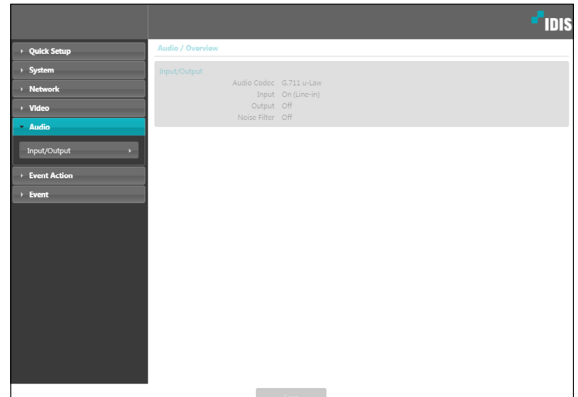 IDIS
Quick Setup
System
Network
Video
Audio
Input/Output
Event Action
Event
Audio / Overview
Input/Output
Audio Codec G.711 u-Law
Input On (Line-in)
Output Off
Noise Filter Off